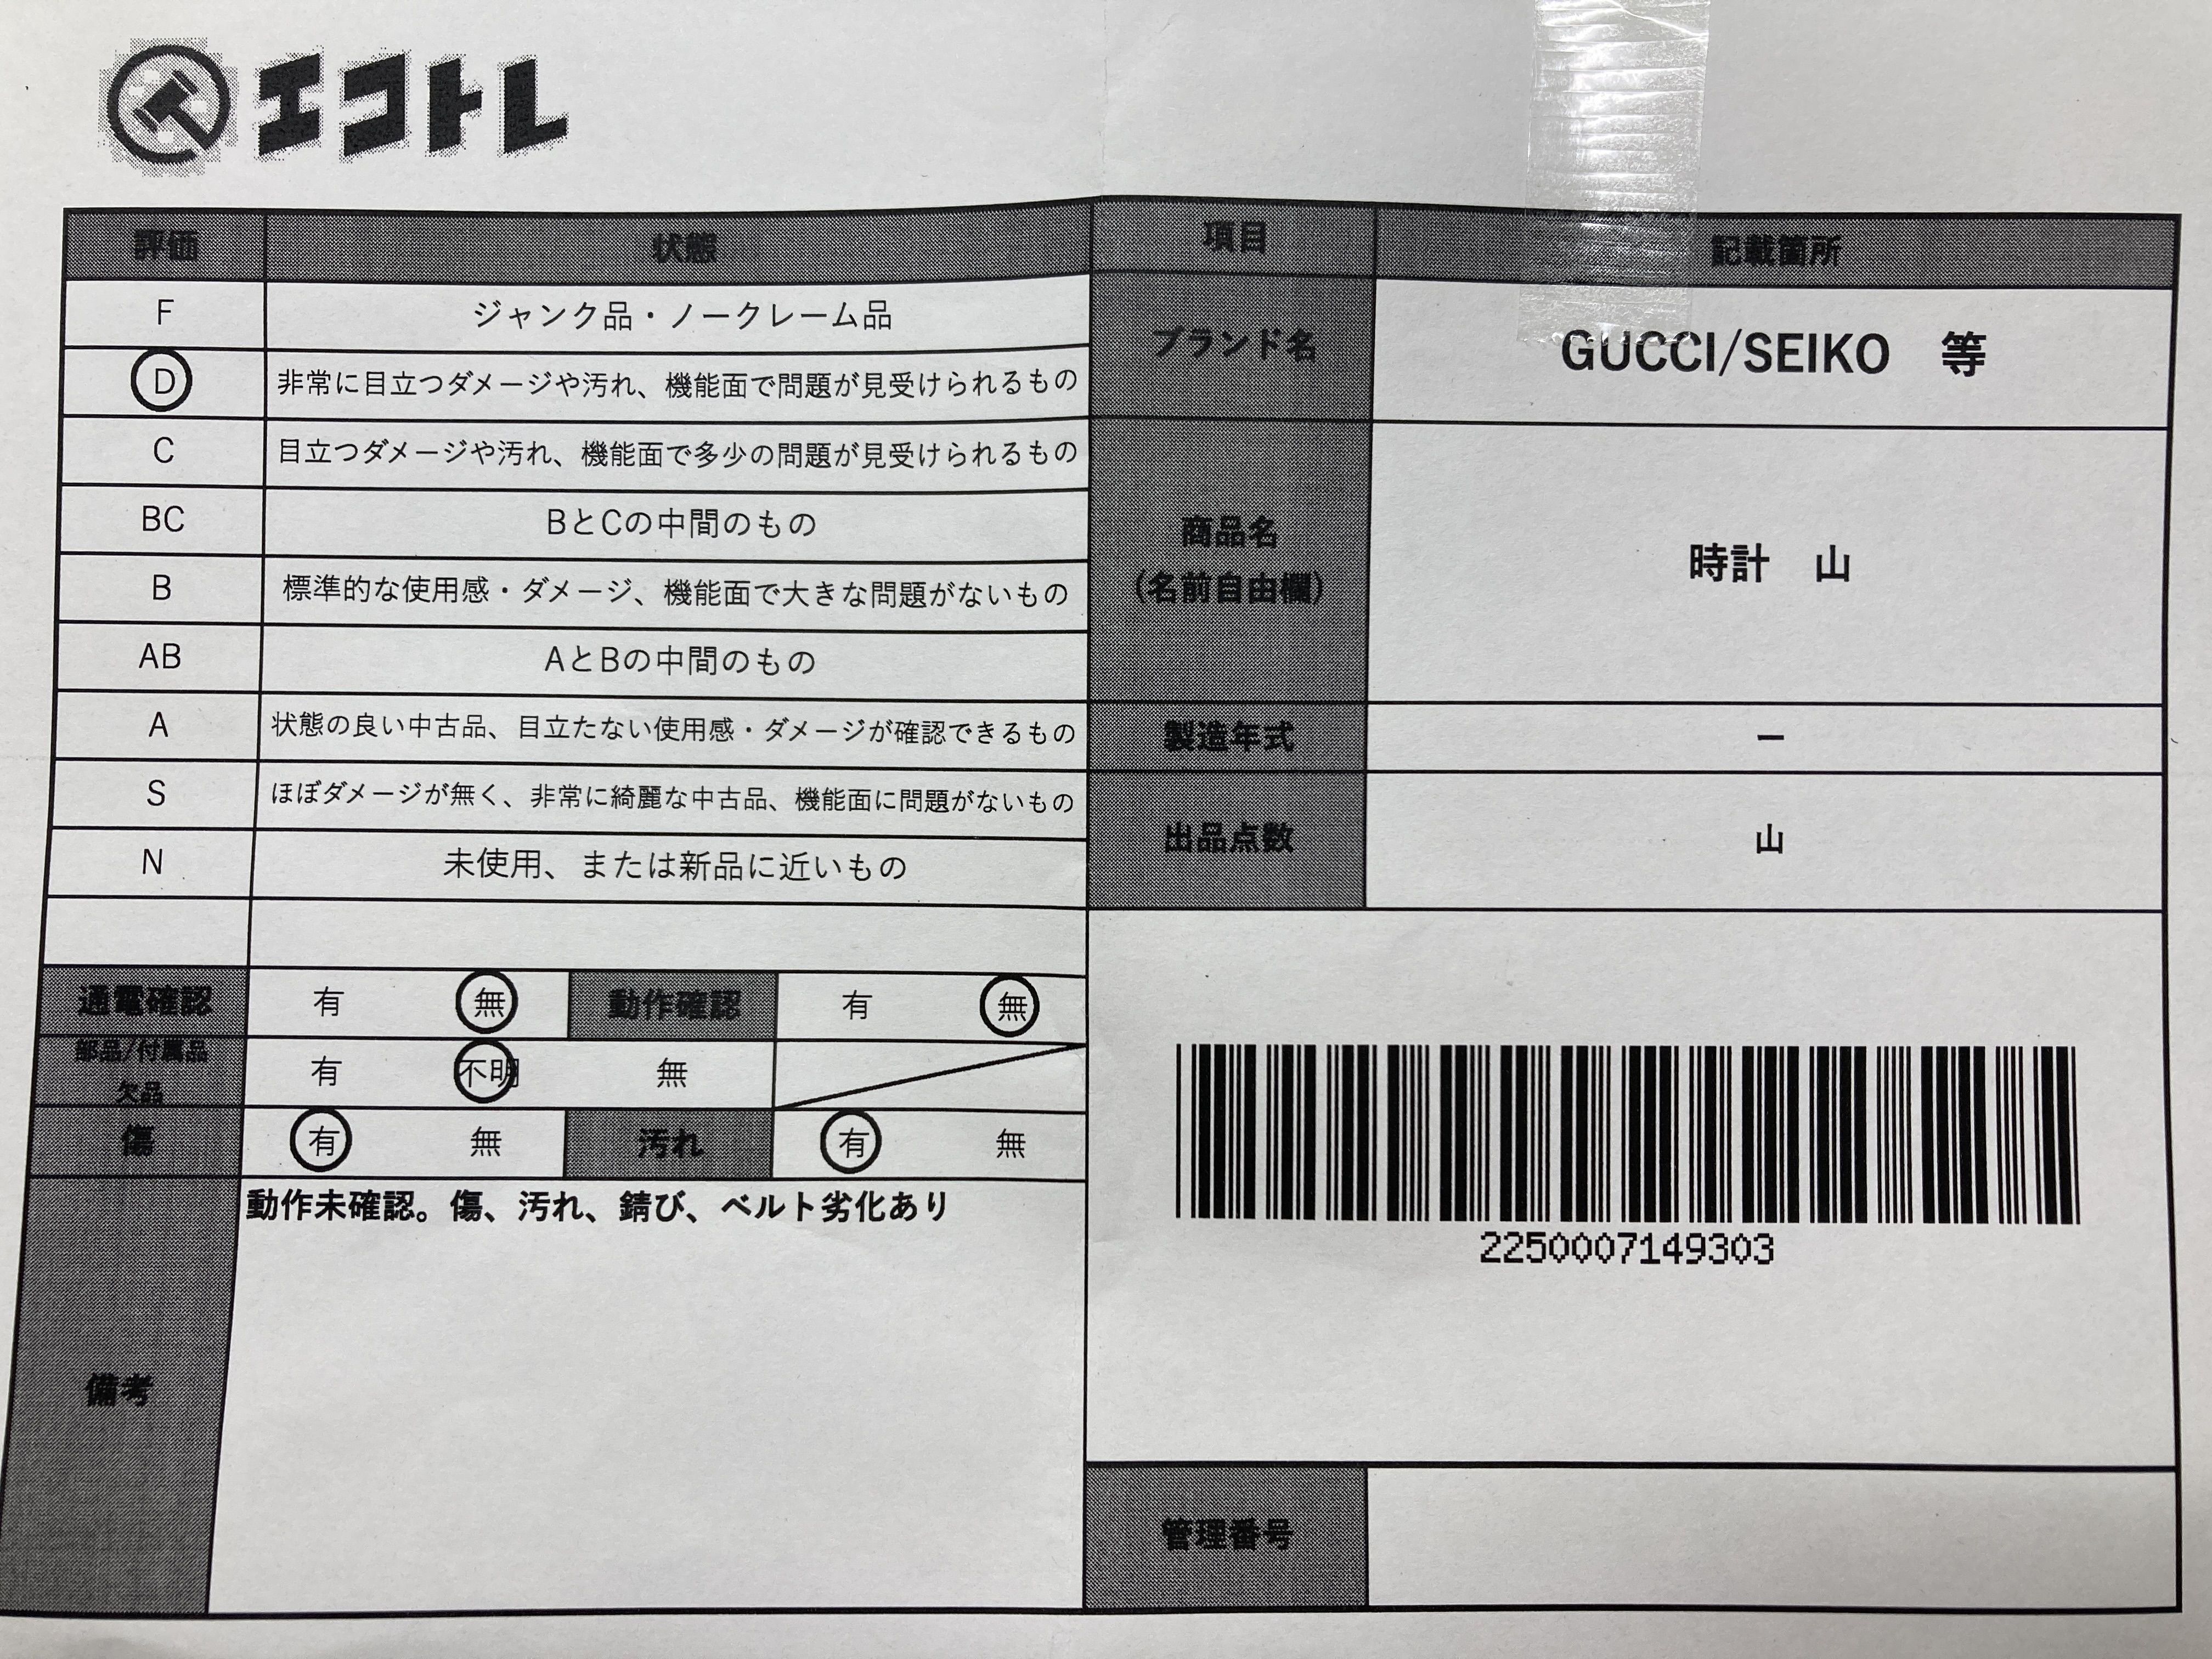 エコトレ
評価 状態
F ジャンク品・ノークレーム品
D 非常に目立つダメージや汚れ、機能面で問題が見受けられるもの
C 目立つダメージや汚れ、機能面で多少の問題が見受けられるもの
BC BとCの中間のもの
B 標準的な使用感・ダメージ、機能面で大きな問題がないもの
AB AとBの中間のもの
A 状態の良い中古品、目立たない使用感・ダメージが確認できるもの
S ほぼダメージが無く、非常に綺麗な中古品、機能面に問題がないもの
N 未使用、または新品に近いもの
通電確認 有 無 動作確認 有 無
部品/付属品
欠品 有 不明 無
傷 有 無 汚れ 有 無
備考 動作未確認。傷、汚れ、錆び、ベルト劣化あり
項目 記載箇所
ブランド名 GUCCI/SEIKO 等
商品名
(名前自由欄) 時計 山
製造年式 ー
出品点数 山
2250007149303
管理番号